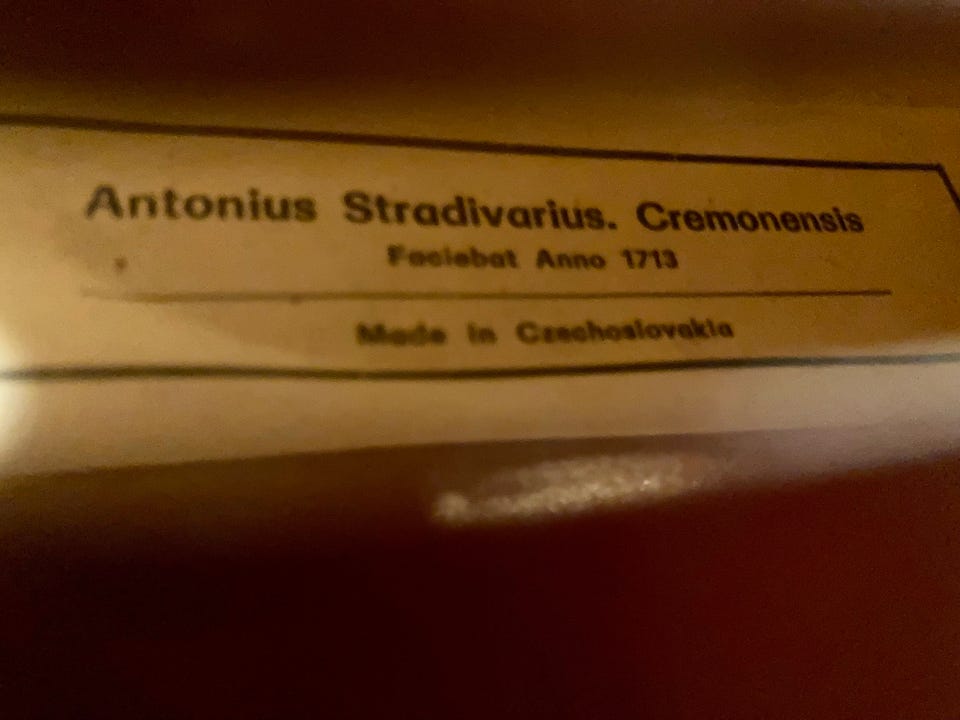 Antonius Stradivarius. Cremonensis
Faciebat Anno 1713
Made in Czechoslovakia